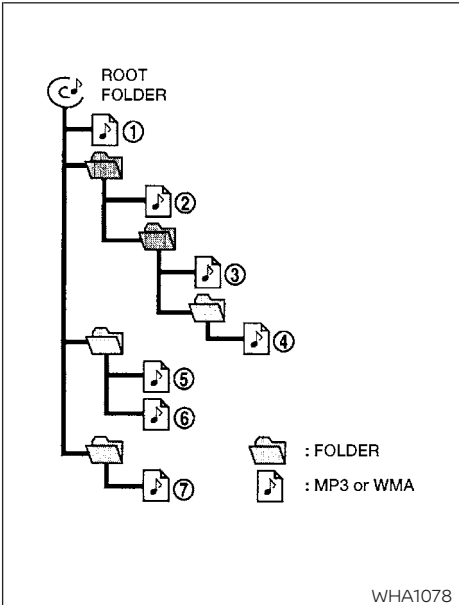 ROOT
FOLDER
①
②
③
④
⑤
⑥
⑦
: FOLDER
: MP3 or WMA
WHA1078